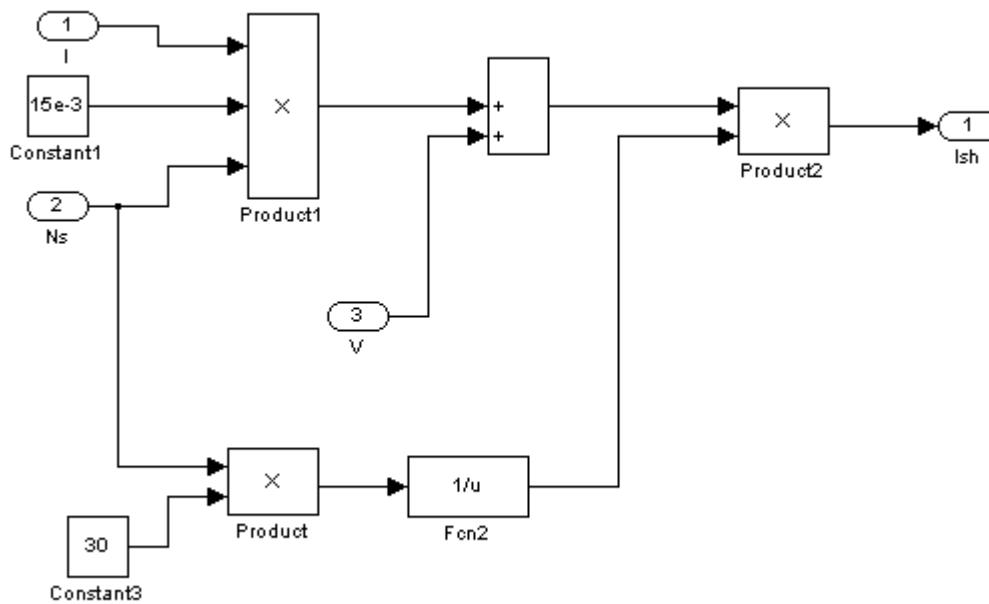 1
I
15e-3
Constant1
2
Ns
×
Product1
+
+
3
V
×
Product2
1
Ish
×
Product
1/u
Fcn2
30
Constant3